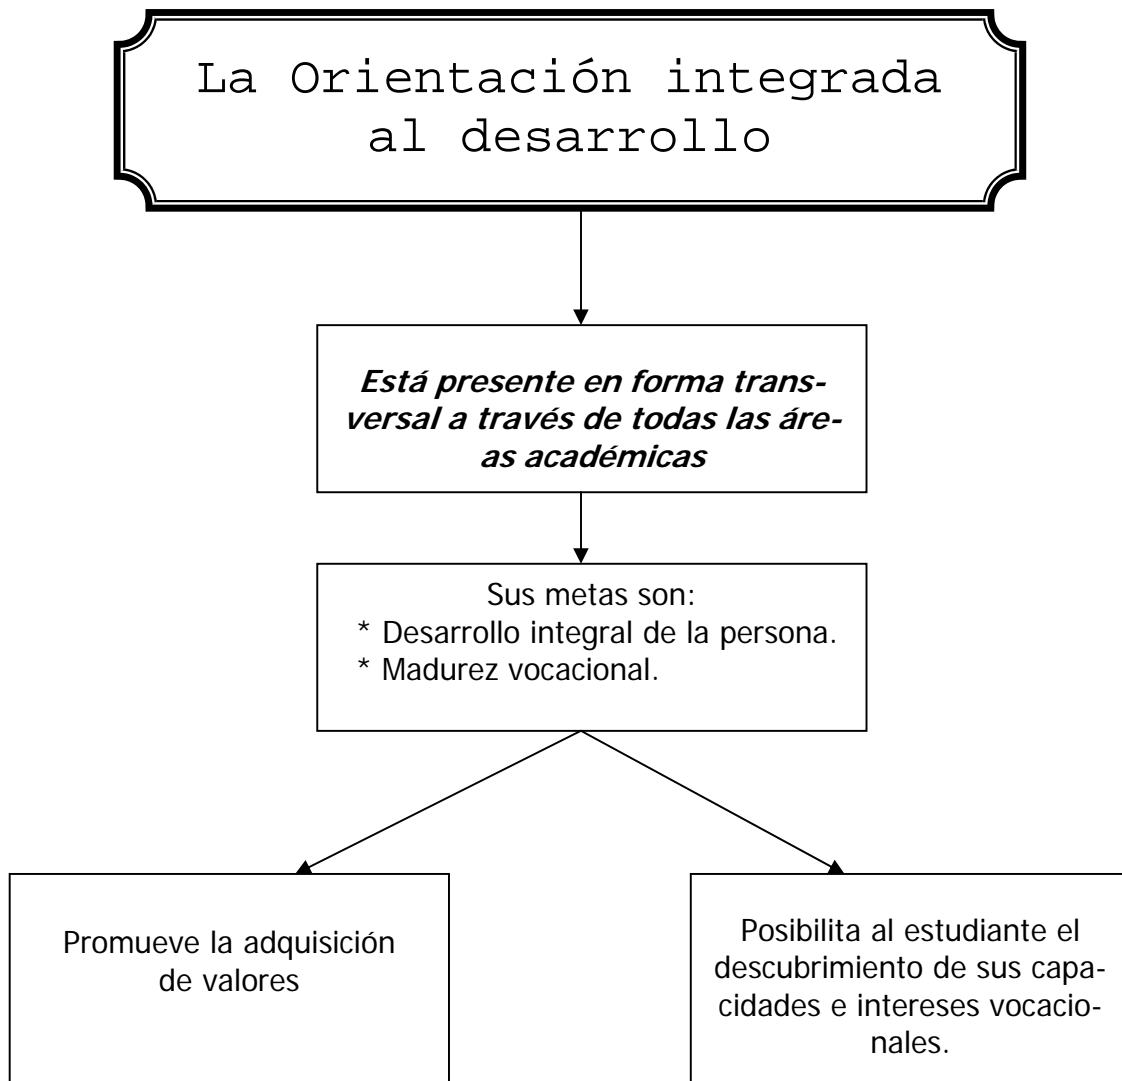 La Orientación integrada
al desarrollo
Está presente en forma trans-
versal a través de todas las áre-
as académicas
Sus metas son:
* Desarrollo integral de la persona.
* Madurez vocacional.
Promueve la adquisición
de valores
Posibilita al estudiante el
descubrimiento de sus capa-
cidades e intereses vocacio-
nales.